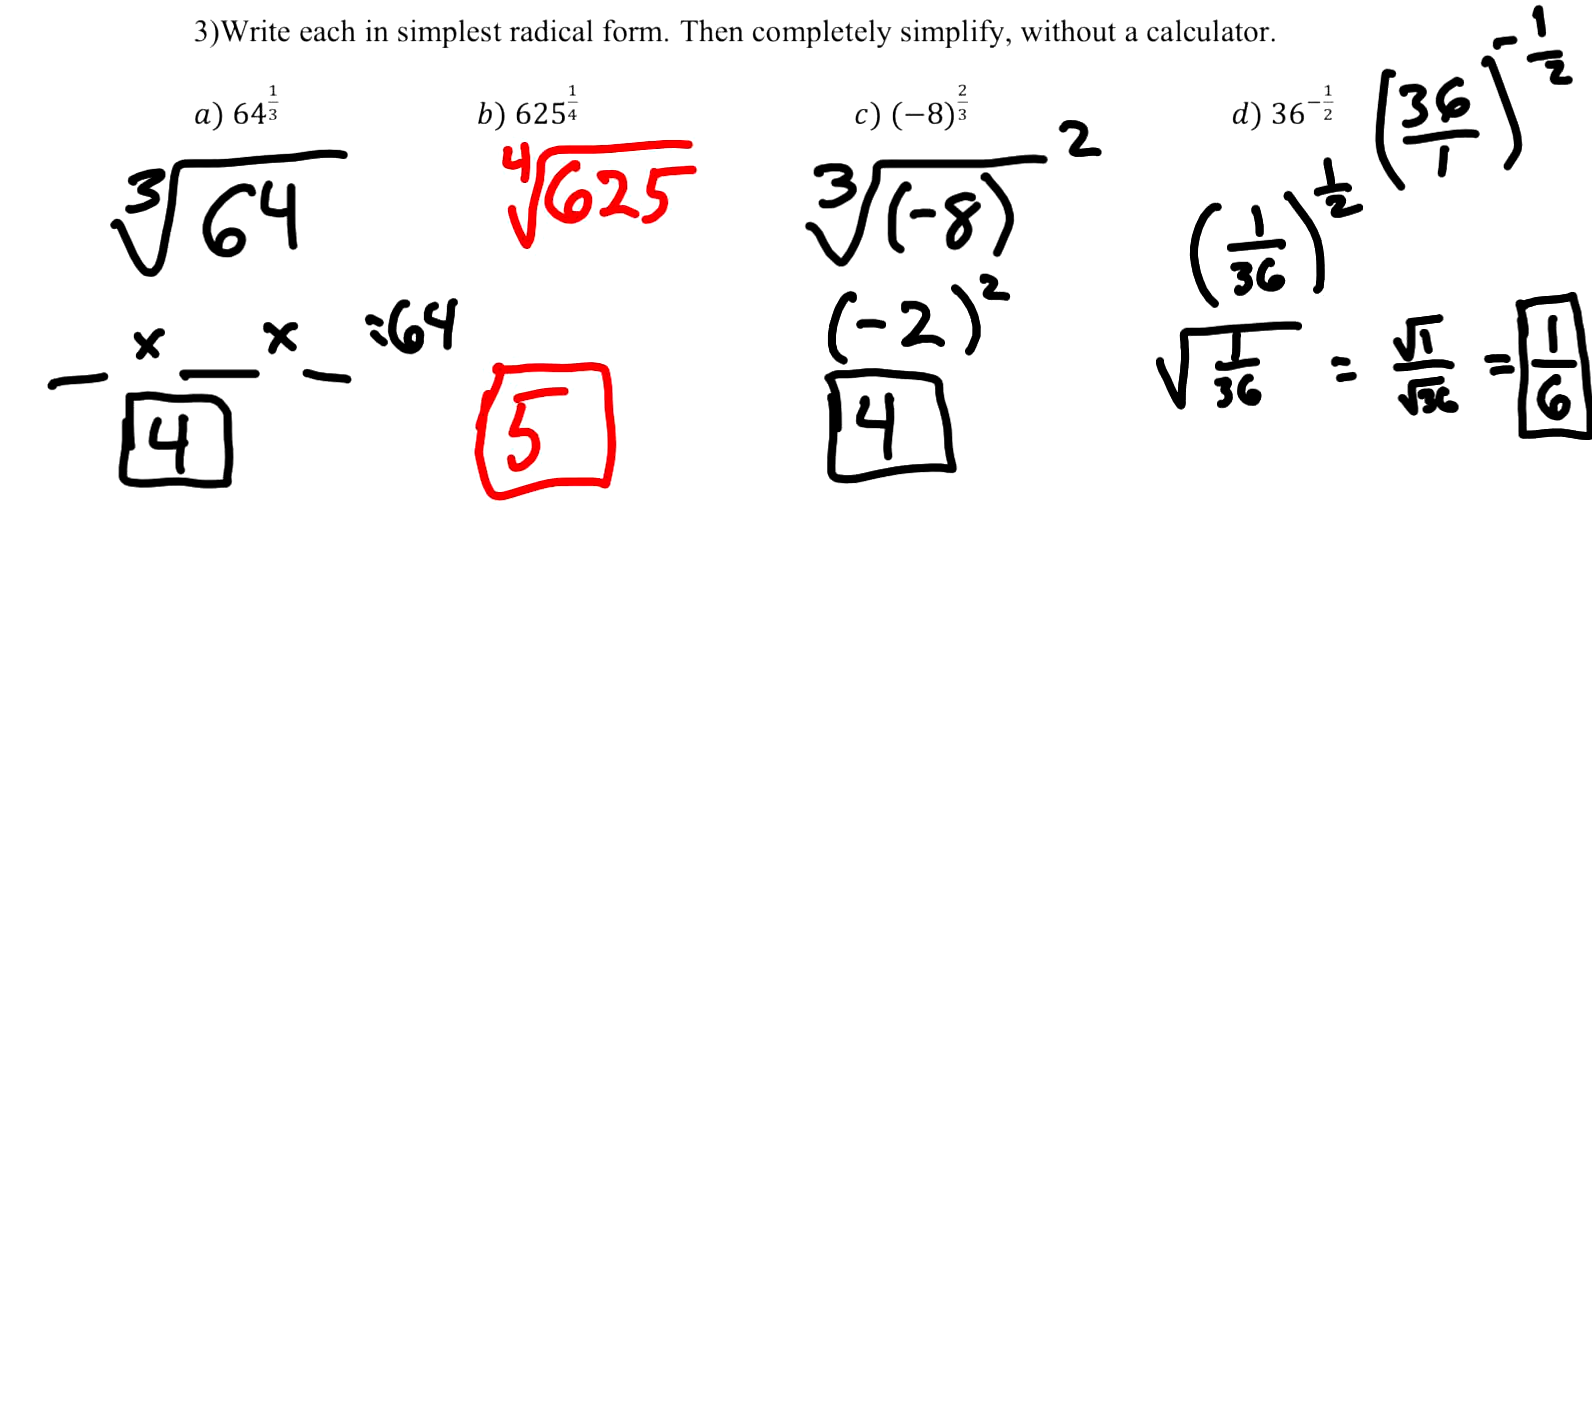 3)Write each in simplest radical form. Then completely simplify, without a calculator.
a) 64^(1/3)
∛64
_ x _ x _ =64
4
b) 625^(1/4)
∜625
5
c) (−8)^(2/3)
∛(-8) ^2
(-2)^2
4
d) 36^(−1/2)
(36/1)^(-1/2)
(1/36)^(1/2)
√(1/36) = √1/√36 = 1/6